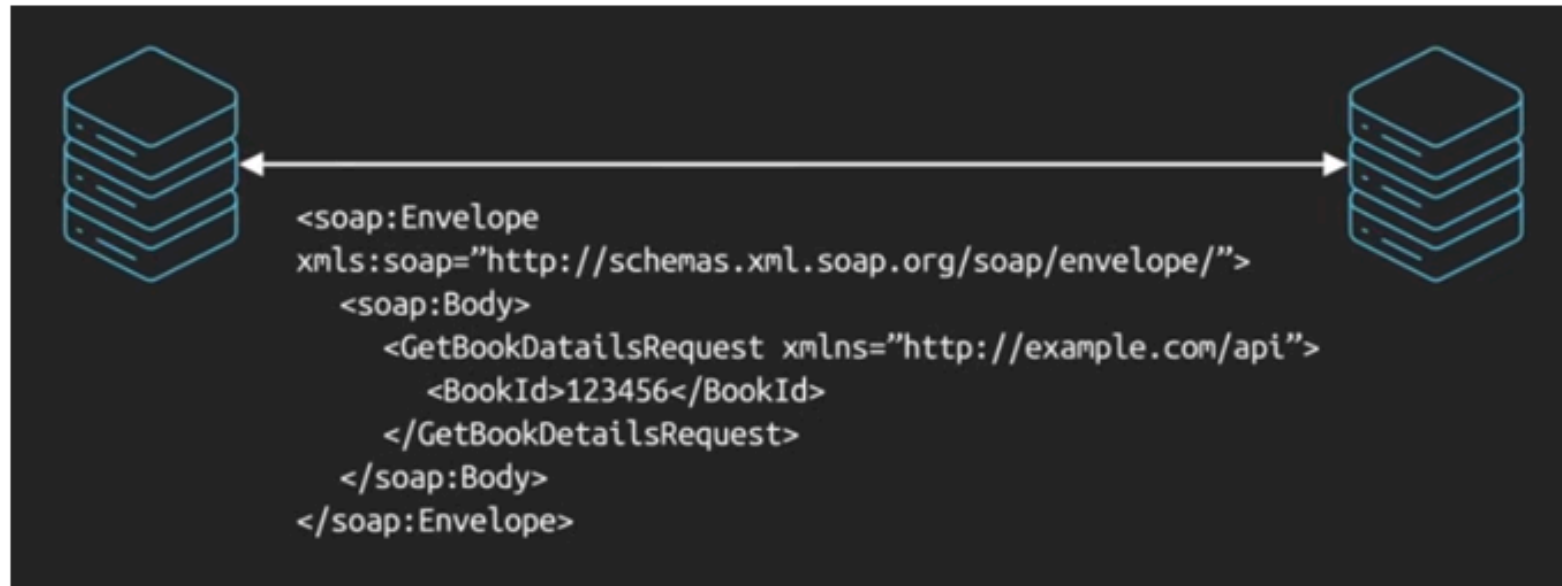 <soap:Envelope
xmls:soap=”http://schemas.xml.soap.org/soap/envelope/”>
<soap:Body>
<GetBookDatailsRequest xmlns=”http://example.com/api”>
<BookId>123456</BookId>
</GetBookDetailsRequest>
</soap:Body>
</soap:Envelope>